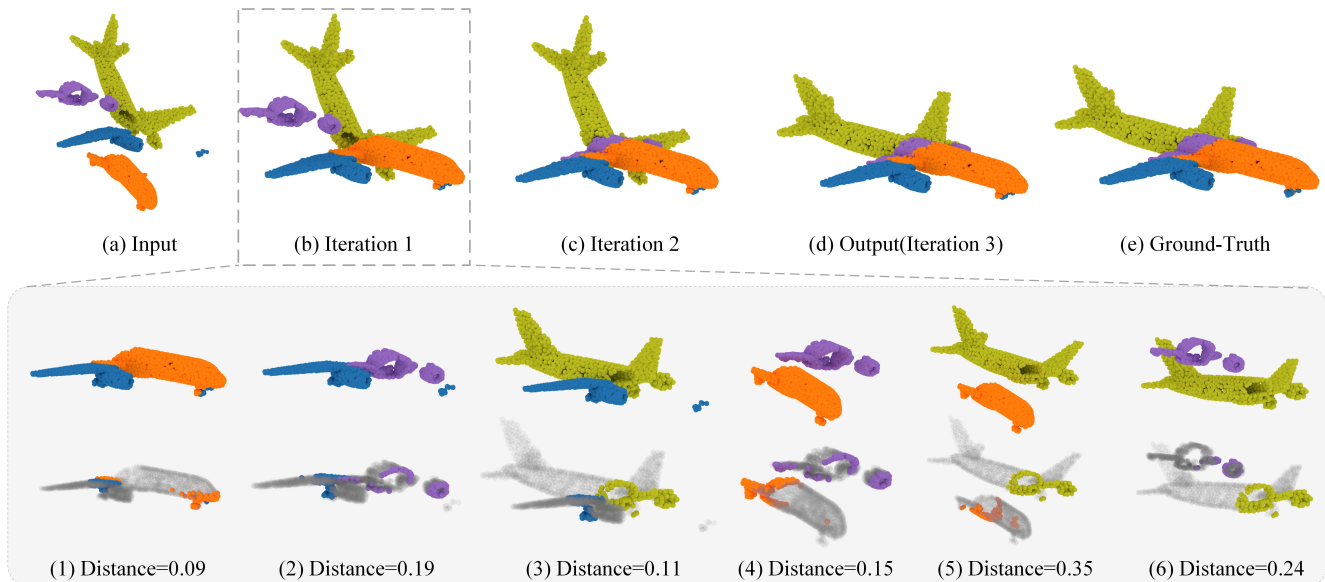 (a) Input
(b) Iteration 1
(c) Iteration 2
(d) Output(Iteration 3)
(e) Ground-Truth
(1) Distance=0.09
(2) Distance=0.19
(3) Distance=0.11
(4) Distance=0.15
(5) Distance=0.35
(6) Distance=0.24